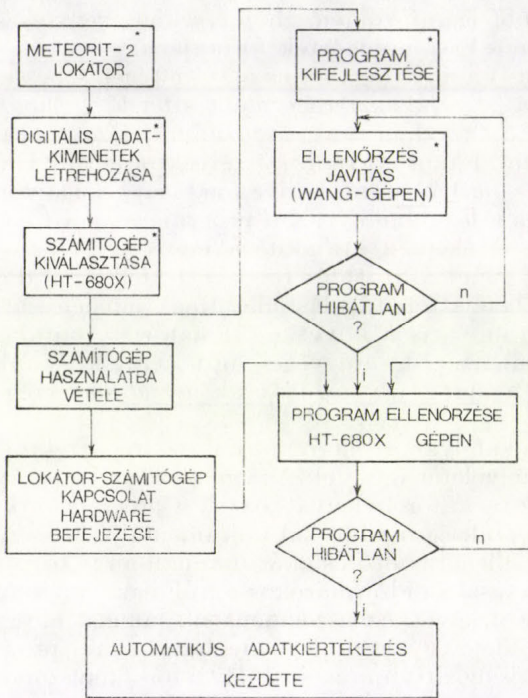 METEORIT-2 *
LOKÁTOR
DIGITÁLIS ADAT- *
KIMENETEK
LÉTREHOZÁSA
SZÁMITÓGÉP *
KIVÁLASZTÁSA
(HT-680X)
SZÁMITÓGÉP
HASZNÁLATBA
VÉTELE
LOKÁTOR-SZÁMITÓGÉP
KAPCSOLAT
HARDWARE
BEFEJEZÉSE
PROGRAM *
KIFEJLESZTÉSE
ELLENŐRZÉS *
JAVITÁS
(WANG-GÉPEN)
PROGRAM
HIBÁTLAN
?
n
i
PROGRAM ELLENŐRZÉSE
HT-680X GÉPEN
PROGRAM
HIBÁTLAN
?
n
i
AUTOMATIKUS ADATKIÉRTÉKELÉS
KEZDETE